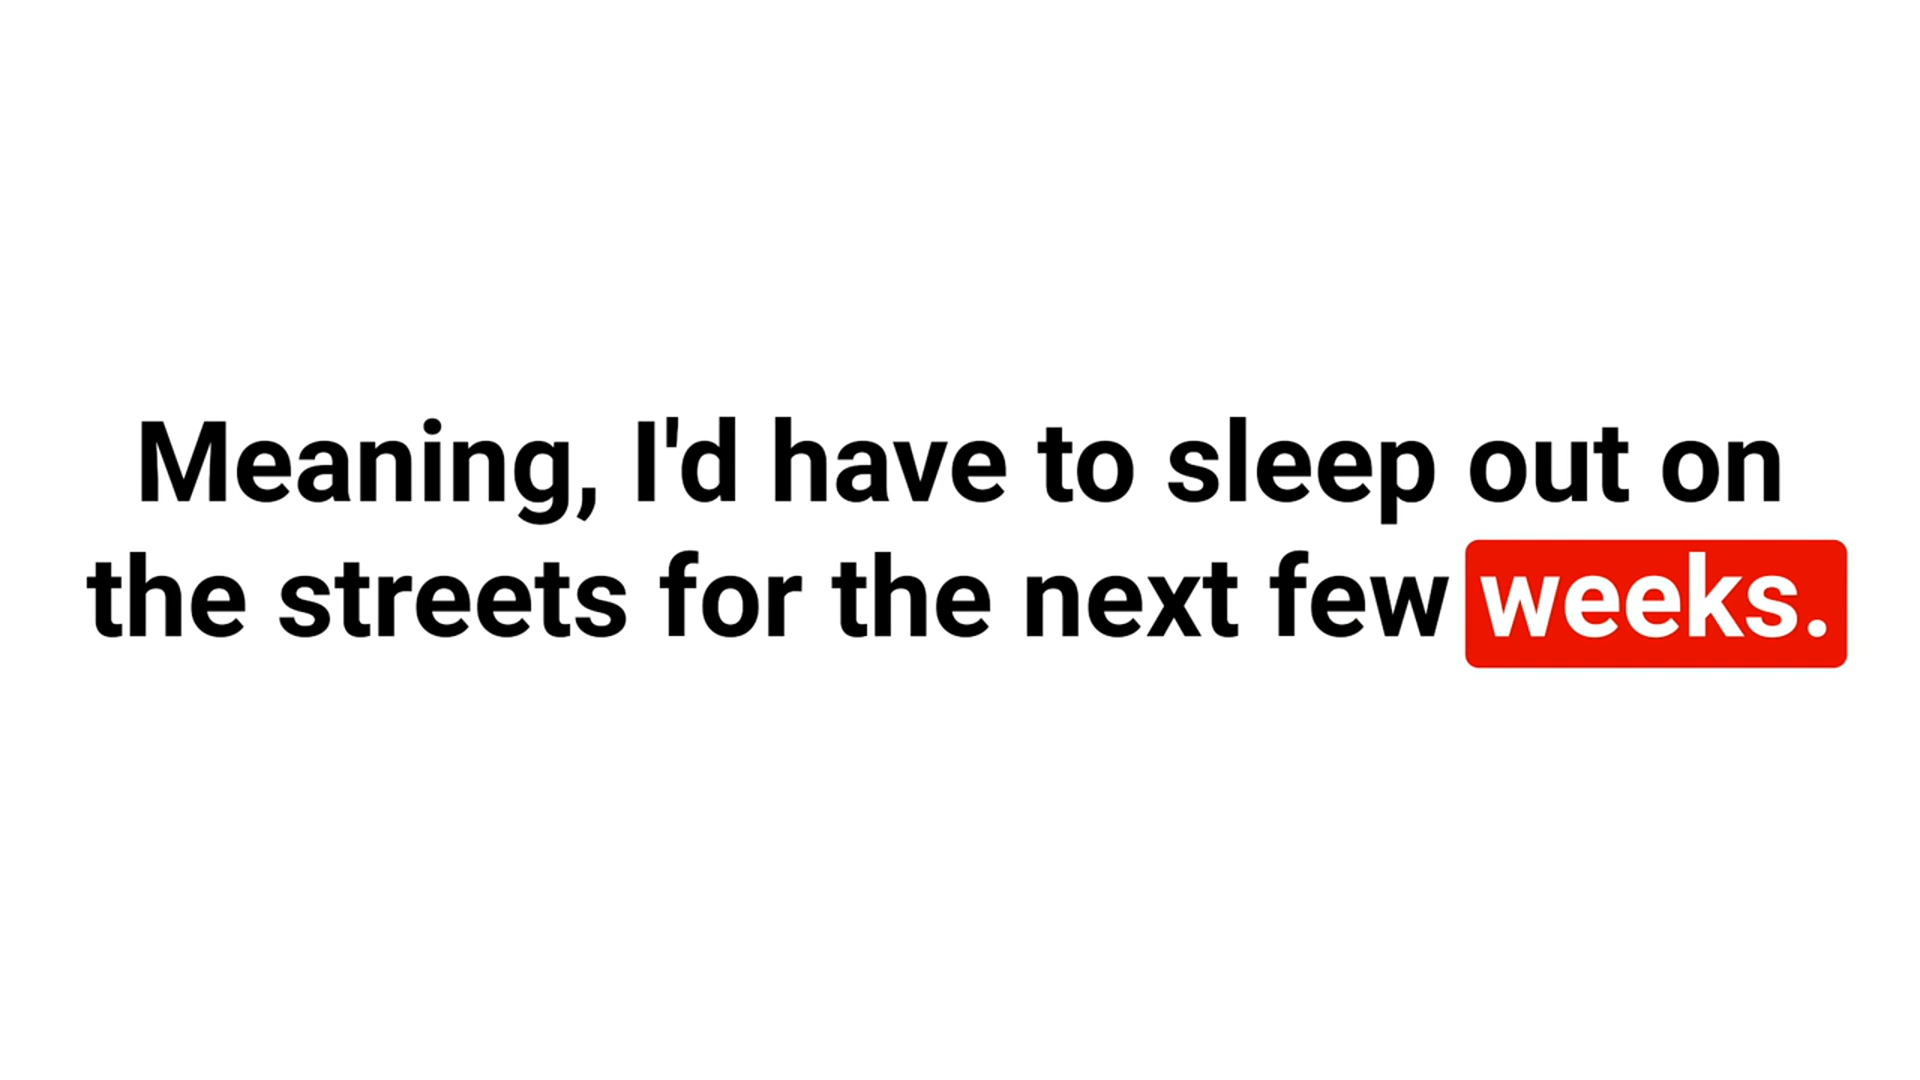 Meaning, I'd have to sleep out on
the streets for the next few weeks.